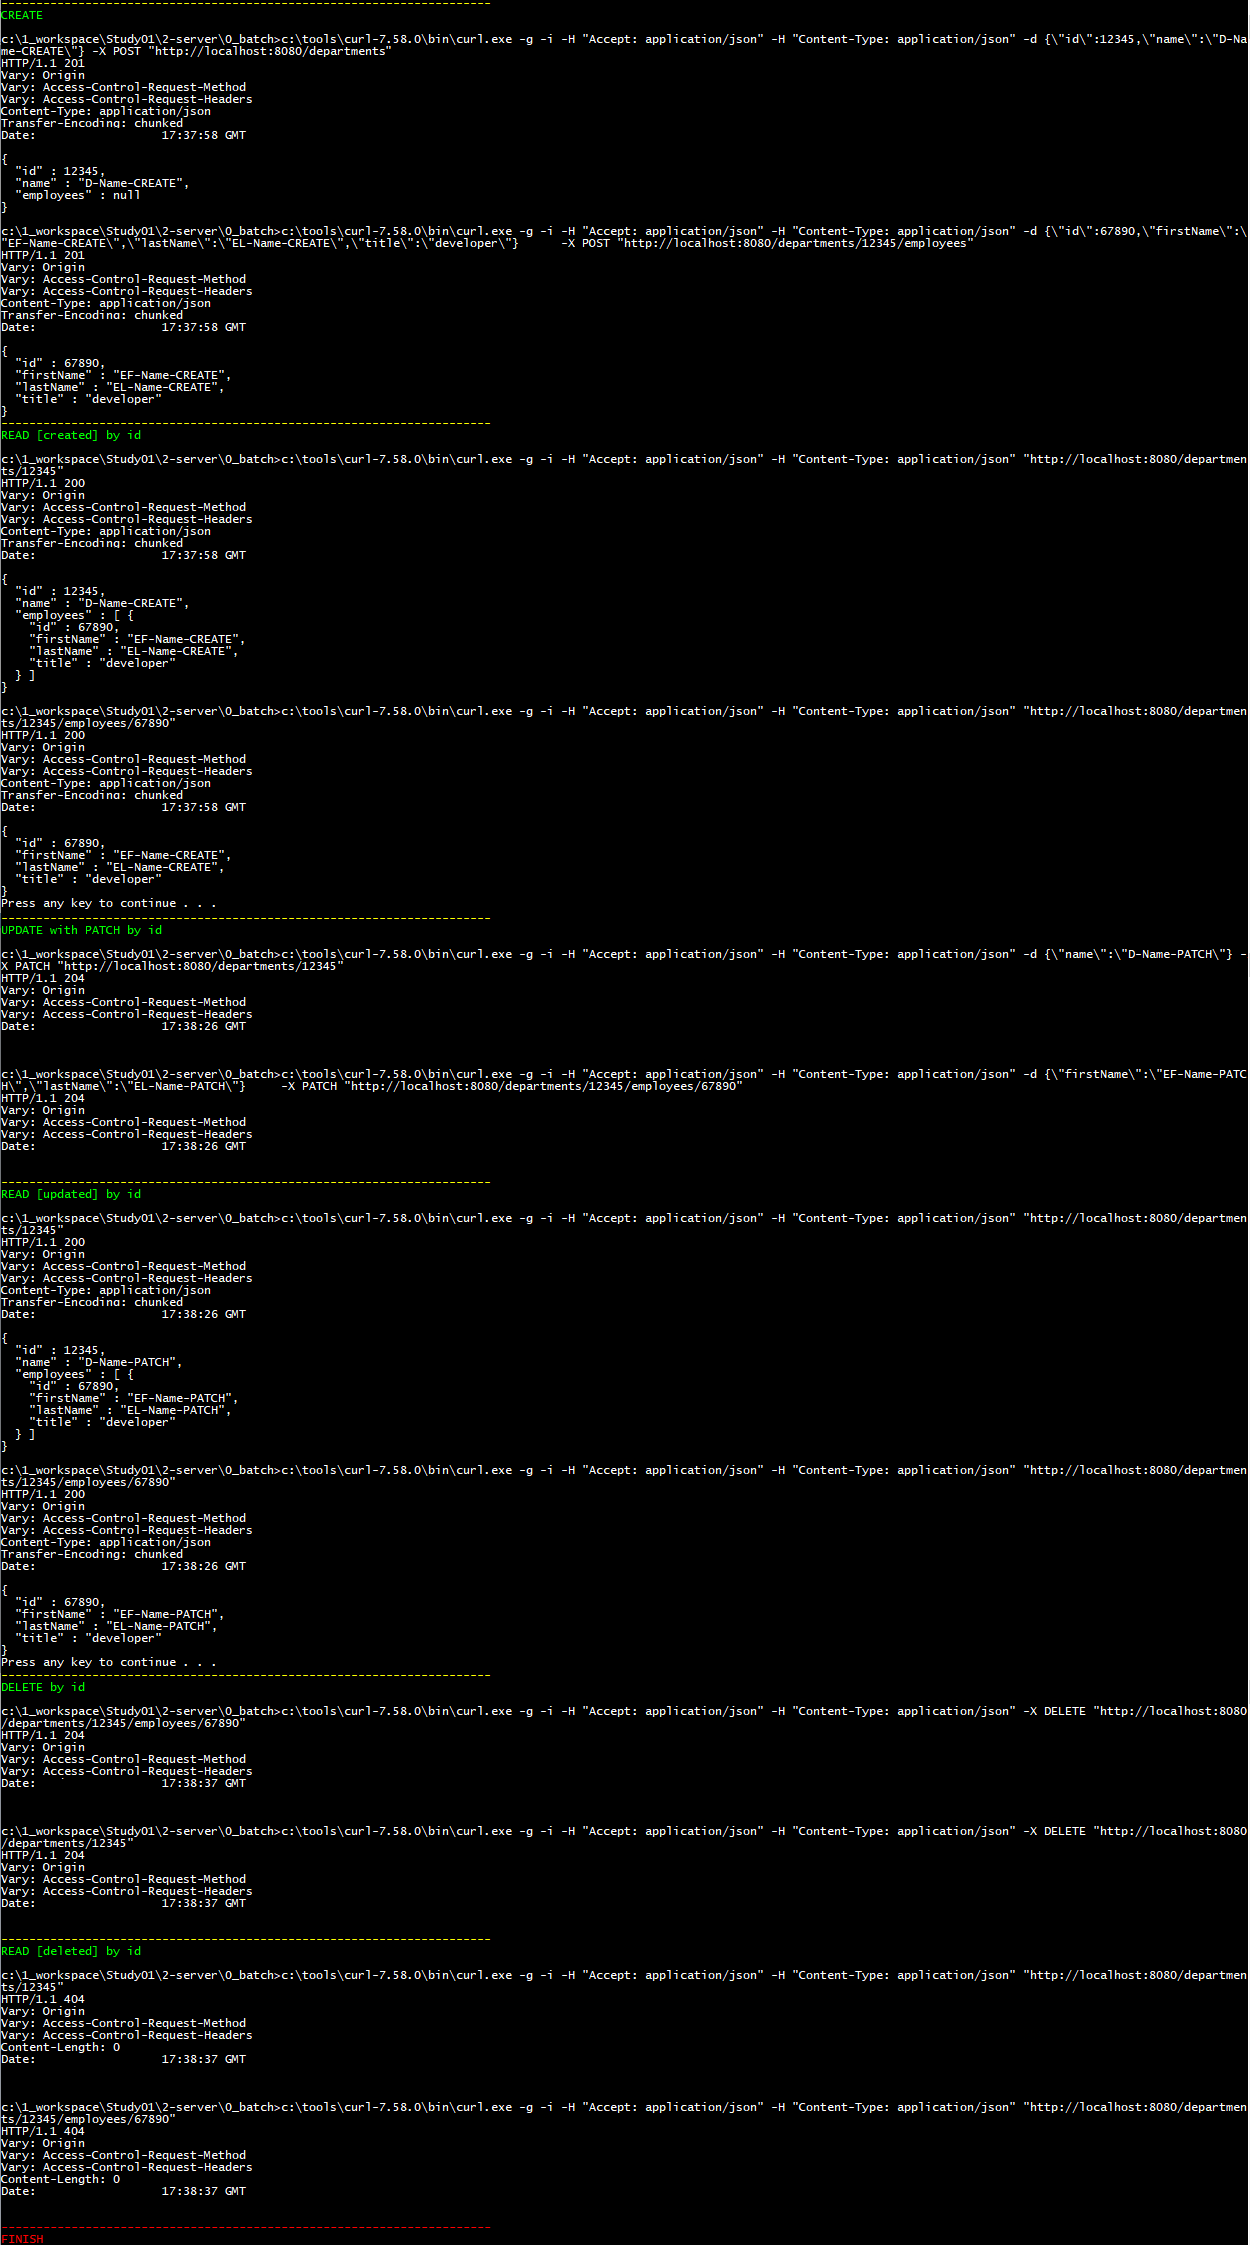 ----------------------------------------------------------------------
CREATE
c:\1_workspace\Study01\2-server\0_batch>c:\tools\curl-7.58.0\bin\curl.exe -g -i -H "Accept: application/json" -H "Content-Type: application/json" -d {\"id\":12345,\"name\":\"D-Na
me-CREATE\"} -X POST "http://localhost:8080/departments"
HTTP/1.1 201
Vary: Origin
Vary: Access-Control-Request-Method
Vary: Access-Control-Request-Headers
Content-Type: application/json
Transfer-Encoding: chunked
Date:                  17:37:58 GMT
{
  "id" : 12345,
  "name" : "D-Name-CREATE",
  "employees" : null
}
c:\1_workspace\Study01\2-server\0_batch>c:\tools\curl-7.58.0\bin\curl.exe -g -i -H "Accept: application/json" -H "Content-Type: application/json" -d {\"id\":67890,\"firstName\":\
"EF-Name-CREATE\",\"lastName\":\"EL-Name-CREATE\",\"title\":\"developer\"}      -X POST "http://localhost:8080/departments/12345/employees"
HTTP/1.1 201
Vary: Origin
Vary: Access-Control-Request-Method
Vary: Access-Control-Request-Headers
Content-Type: application/json
Transfer-Encoding: chunked
Date:                  17:37:58 GMT
{
  "id" : 67890,
  "firstName" : "EF-Name-CREATE",
  "lastName" : "EL-Name-CREATE",
  "title" : "developer"
}
----------------------------------------------------------------------
READ [created] by id
c:\1_workspace\Study01\2-server\0_batch>c:\tools\curl-7.58.0\bin\curl.exe -g -i -H "Accept: application/json" -H "Content-Type: application/json" "http://localhost:8080/departmen
ts/12345"
HTTP/1.1 200
Vary: Origin
Vary: Access-Control-Request-Method
Vary: Access-Control-Request-Headers
Content-Type: application/json
Transfer-Encoding: chunked
Date:                  17:37:58 GMT
{
  "id" : 12345,
  "name" : "D-Name-CREATE",
  "employees" : [ {
    "id" : 67890,
    "firstName" : "EF-Name-CREATE",
    "lastName" : "EL-Name-CREATE",
    "title" : "developer"
  } ]
}
c:\1_workspace\Study01\2-server\0_batch>c:\tools\curl-7.58.0\bin\curl.exe -g -i -H "Accept: application/json" -H "Content-Type: application/json" "http://localhost:8080/departmen
ts/12345/employees/67890"
HTTP/1.1 200
Vary: Origin
Vary: Access-Control-Request-Method
Vary: Access-Control-Request-Headers
Content-Type: application/json
Transfer-Encoding: chunked
Date:                  17:37:58 GMT
{
  "id" : 67890,
  "firstName" : "EF-Name-CREATE",
  "lastName" : "EL-Name-CREATE",
  "title" : "developer"
}
Press any key to continue . . .
----------------------------------------------------------------------
UPDATE with PATCH by id
c:\1_workspace\Study01\2-server\0_batch>c:\tools\curl-7.58.0\bin\curl.exe -g -i -H "Accept: application/json" -H "Content-Type: application/json" -d {\"name\":\"D-Name-PATCH\"} -
X PATCH "http://localhost:8080/departments/12345"
HTTP/1.1 204
Vary: Origin
Vary: Access-Control-Request-Method
Vary: Access-Control-Request-Headers
Date:                  17:38:26 GMT
c:\1_workspace\Study01\2-server\0_batch>c:\tools\curl-7.58.0\bin\curl.exe -g -i -H "Accept: application/json" -H "Content-Type: application/json" -d {\"firstName\":\"EF-Name-PATC
H\",\"lastName\":\"EL-Name-PATCH\"}     -X PATCH "http://localhost:8080/departments/12345/employees/67890"
HTTP/1.1 204
Vary: Origin
Vary: Access-Control-Request-Method
Vary: Access-Control-Request-Headers
Date:                  17:38:26 GMT
----------------------------------------------------------------------
READ [updated] by id
c:\1_workspace\Study01\2-server\0_batch>c:\tools\curl-7.58.0\bin\curl.exe -g -i -H "Accept: application/json" -H "Content-Type: application/json" "http://localhost:8080/departmen
ts/12345"
HTTP/1.1 200
Vary: Origin
Vary: Access-Control-Request-Method
Vary: Access-Control-Request-Headers
Content-Type: application/json
Transfer-Encoding: chunked
Date:                  17:38:26 GMT
{
  "id" : 12345,
  "name" : "D-Name-PATCH",
  "employees" : [ {
    "id" : 67890,
    "firstName" : "EF-Name-PATCH",
    "lastName" : "EL-Name-PATCH",
    "title" : "developer"
  } ]
}
c:\1_workspace\Study01\2-server\0_batch>c:\tools\curl-7.58.0\bin\curl.exe -g -i -H "Accept: application/json" -H "Content-Type: application/json" "http://localhost:8080/departmen
ts/12345/employees/67890"
HTTP/1.1 200
Vary: Origin
Vary: Access-Control-Request-Method
Vary: Access-Control-Request-Headers
Content-Type: application/json
Transfer-Encoding: chunked
Date:                  17:38:26 GMT
{
  "id" : 67890,
  "firstName" : "EF-Name-PATCH",
  "lastName" : "EL-Name-PATCH",
  "title" : "developer"
}
Press any key to continue . . .
----------------------------------------------------------------------
DELETE by id
c:\1_workspace\Study01\2-server\0_batch>c:\tools\curl-7.58.0\bin\curl.exe -g -i -H "Accept: application/json" -H "Content-Type: application/json" -X DELETE "http://localhost:8080
/departments/12345/employees/67890"
HTTP/1.1 204
Vary: Origin
Vary: Access-Control-Request-Method
Vary: Access-Control-Request-Headers
Date:                  17:38:37 GMT
c:\1_workspace\Study01\2-server\0_batch>c:\tools\curl-7.58.0\bin\curl.exe -g -i -H "Accept: application/json" -H "Content-Type: application/json" -X DELETE "http://localhost:8080
/departments/12345"
HTTP/1.1 204
Vary: Origin
Vary: Access-Control-Request-Method
Vary: Access-Control-Request-Headers
Date:                  17:38:37 GMT
----------------------------------------------------------------------
READ [deleted] by id
c:\1_workspace\Study01\2-server\0_batch>c:\tools\curl-7.58.0\bin\curl.exe -g -i -H "Accept: application/json" -H "Content-Type: application/json" "http://localhost:8080/departmen
ts/12345"
HTTP/1.1 404
Vary: Origin
Vary: Access-Control-Request-Method
Vary: Access-Control-Request-Headers
Content-Length: 0
Date:                  17:38:37 GMT
c:\1_workspace\Study01\2-server\0_batch>c:\tools\curl-7.58.0\bin\curl.exe -g -i -H "Accept: application/json" -H "Content-Type: application/json" "http://localhost:8080/departmen
ts/12345/employees/67890"
HTTP/1.1 404
Vary: Origin
Vary: Access-Control-Request-Method
Vary: Access-Control-Request-Headers
Content-Length: 0
Date:                  17:38:37 GMT
----------------------------------------------------------------------
FINISH